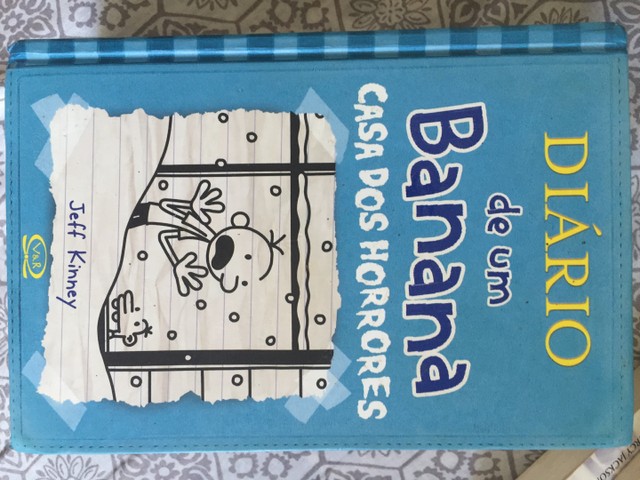 DIÁRIO
de um
Banana
CASA DOS HORRORES
Jeff Kinney
V&R